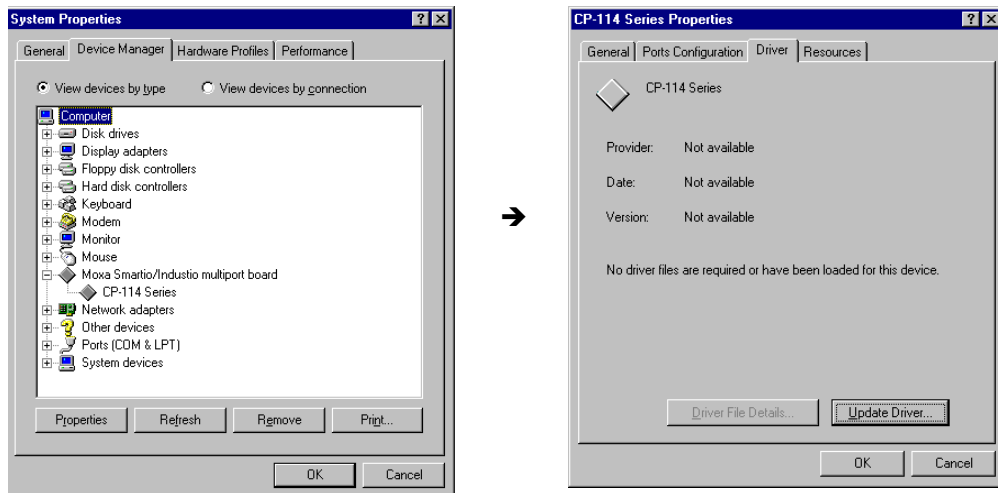 System Properties
General Device Manager Hardware Profiles Performance
View devices by type View devices by connection
Computer
Disk drives
Display adapters
Floppy disk controllers
Hard disk controllers
Keyboard
Modem
Monitor
Mouse
Moxa Smartio/Industio multiport board
CP-114 Series
Network adapters
Other devices
Ports (COM & LPT)
System devices
Properties Refresh Remove Print...
OK Cancel
CP-114 Series Properties
General Ports Configuration Driver Resources
CP-114 Series
Provider: Not available
Date: Not available
Version: Not available
No driver files are required or have been loaded for this device.
Driver File Details... Update Driver...
OK Cancel